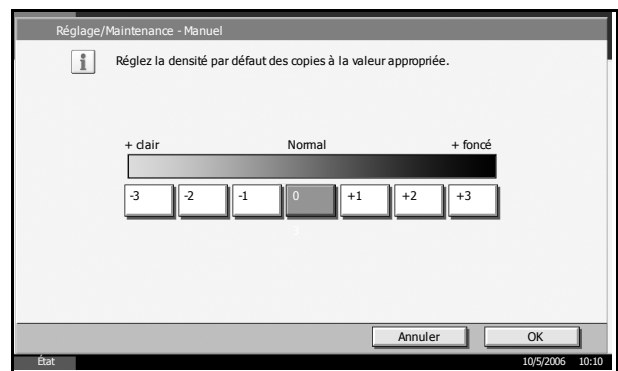 Réglage/Maintenance - Manuel
i
Réglez la densité par défaut des copies à la valeur appropriée.
+ clair Normal + foncé
-3 -2 -1 0 +1 +2 +3
3
Annuler OK
État 10/5/2006 10:10